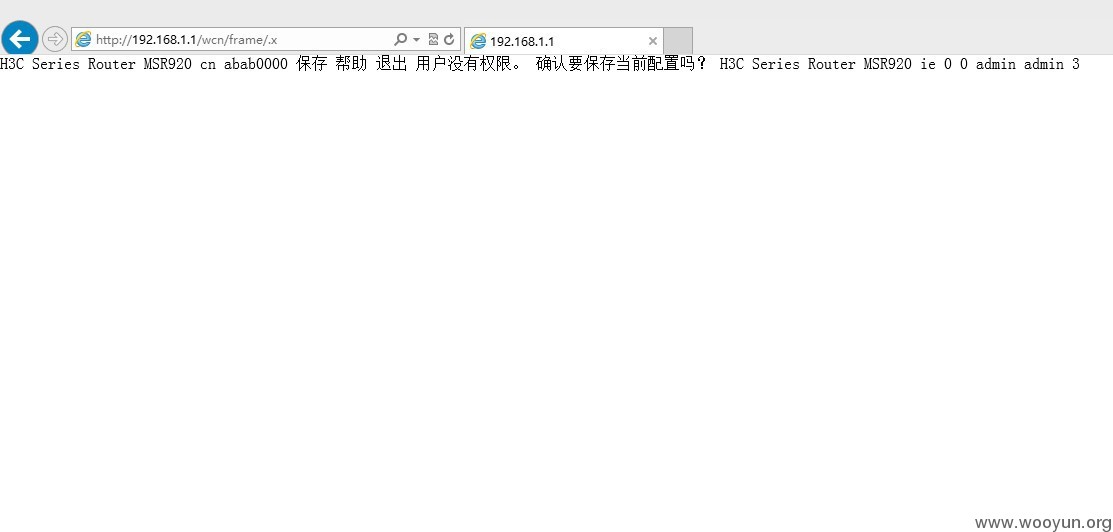 http://192.168.1.1/wcn/frame/.x
192.168.1.1
H3C Series Router MSR920 cn abab0000 保存 帮助 退出 用户没有权限。 确认要保存当前配置吗？ H3C Series Router MSR920 ie 0 0 admin admin 3
www.wooyun.org